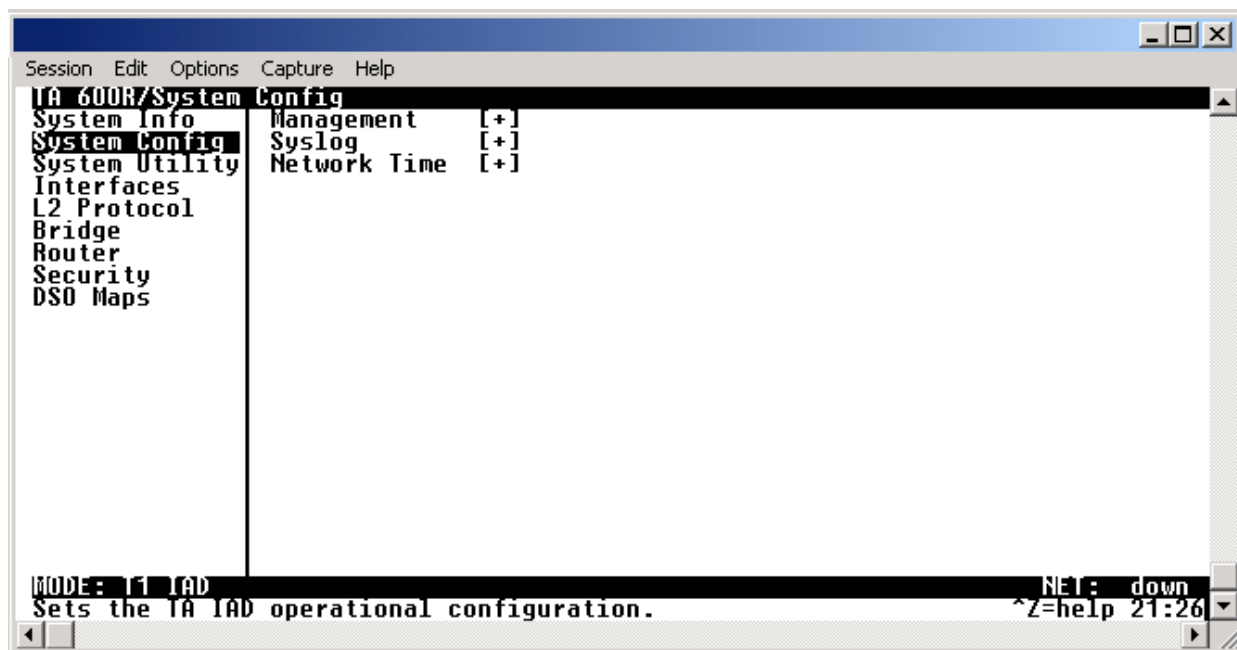 Session Edit Options Capture Help
TA 600R/System Config
System Info Management [+]
System Config Syslog [+]
System Utility Network Time [+]
Interfaces
L2 Protocol
Bridge
Router
Security
DS0 Maps
MODE: T1 IAD NET: down
Sets the TA IAD operational configuration. ^Z=help 21:26